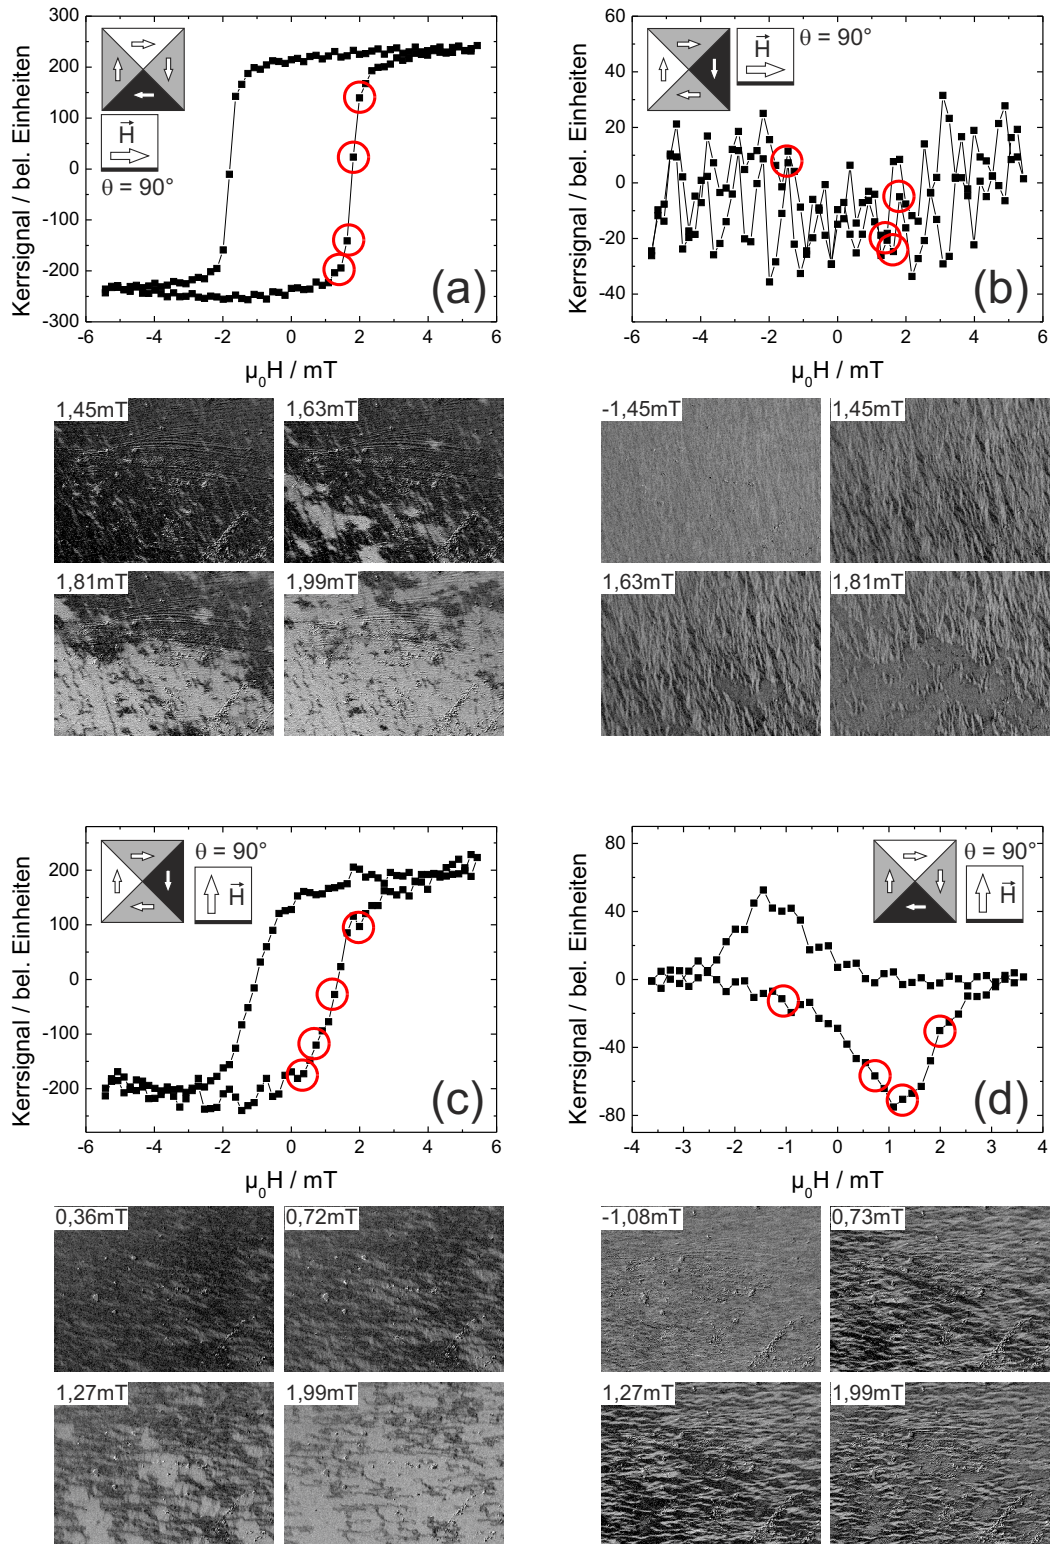 300
200
100
0
-100
-200
-300
-6
-4
-2
0
2
4
6
Kerrsignal / bel. Einheiten
µ0H / mT
H
θ = 90°
(a)
1,45mT
1,63mT
1,81mT
1,99mT
60
40
20
0
-20
-40
-6
-4
-2
0
2
4
6
Kerrsignal / bel. Einheiten
µ0H / mT
H
θ = 90°
(b)
-1,45mT
1,45mT
1,63mT
1,81mT
200
100
0
-100
-200
-6
-4
-2
0
2
4
6
Kerrsignal / bel. Einheiten
µ0H / mT
θ = 90°
H
(c)
0,36mT
0,72mT
1,27mT
1,99mT
80
40
0
-40
-80
-4
-3
-2
-1
0
1
2
3
4
Kerrsignal / bel. Einheiten
µ0H / mT
θ = 90°
H
(d)
-1,08mT
0,73mT
1,27mT
1,99mT